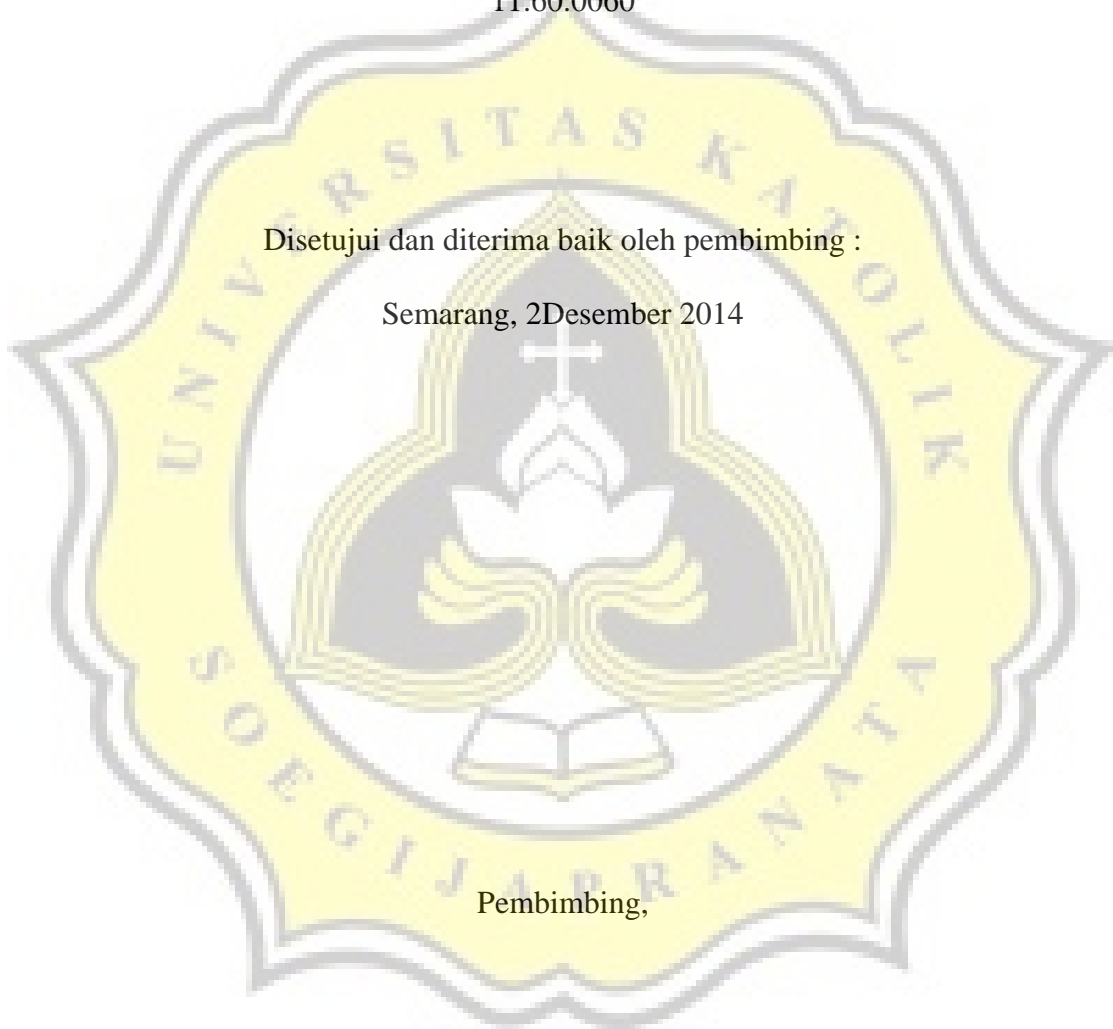 11.60.0060
UNIVERSITAS KATOLIK
Disetujui dan diterima baik oleh pembimbing :
Semarang, 2Desember 2014
SOEGIJAPRANATA
Pembimbing,